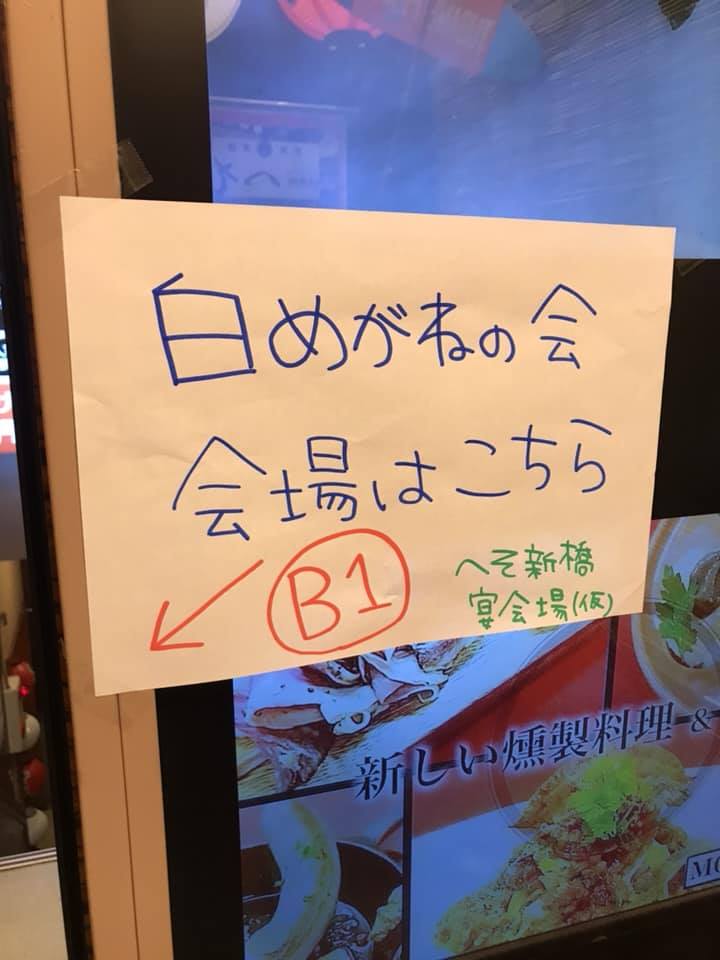 白めがねの会
会場はこちら
B1
へそ新橋
宴会場(仮)
新しい燻製料理 &